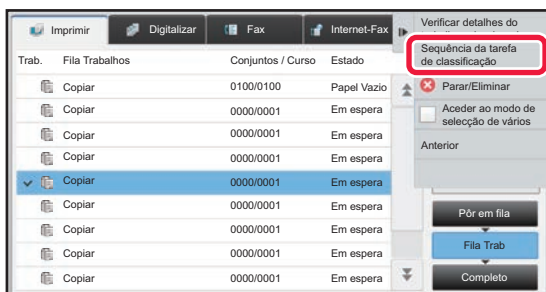 Imprimir Digitalizar Fax Internet-Fax
Trab. Fila Trabalhos Conjuntos / Curso Estado
Copiar 0100/0100 Papel Vazio
Copiar 0000/0001 Em espera
Copiar 0000/0001 Em espera
Copiar 0000/0001 Em espera
Copiar 0000/0001 Em espera
Copiar 0000/0001 Em espera
Copiar 0000/0001 Em espera
Copiar 0000/0001 Em espera
Copiar 0000/0001 Em espera
Verificar detalhes do
Sequência da tarefa
de classificação
Parar/Eliminar
Aceder ao modo de
selecção de vários
Anterior
Pôr em fila
Fila Trab
Completo